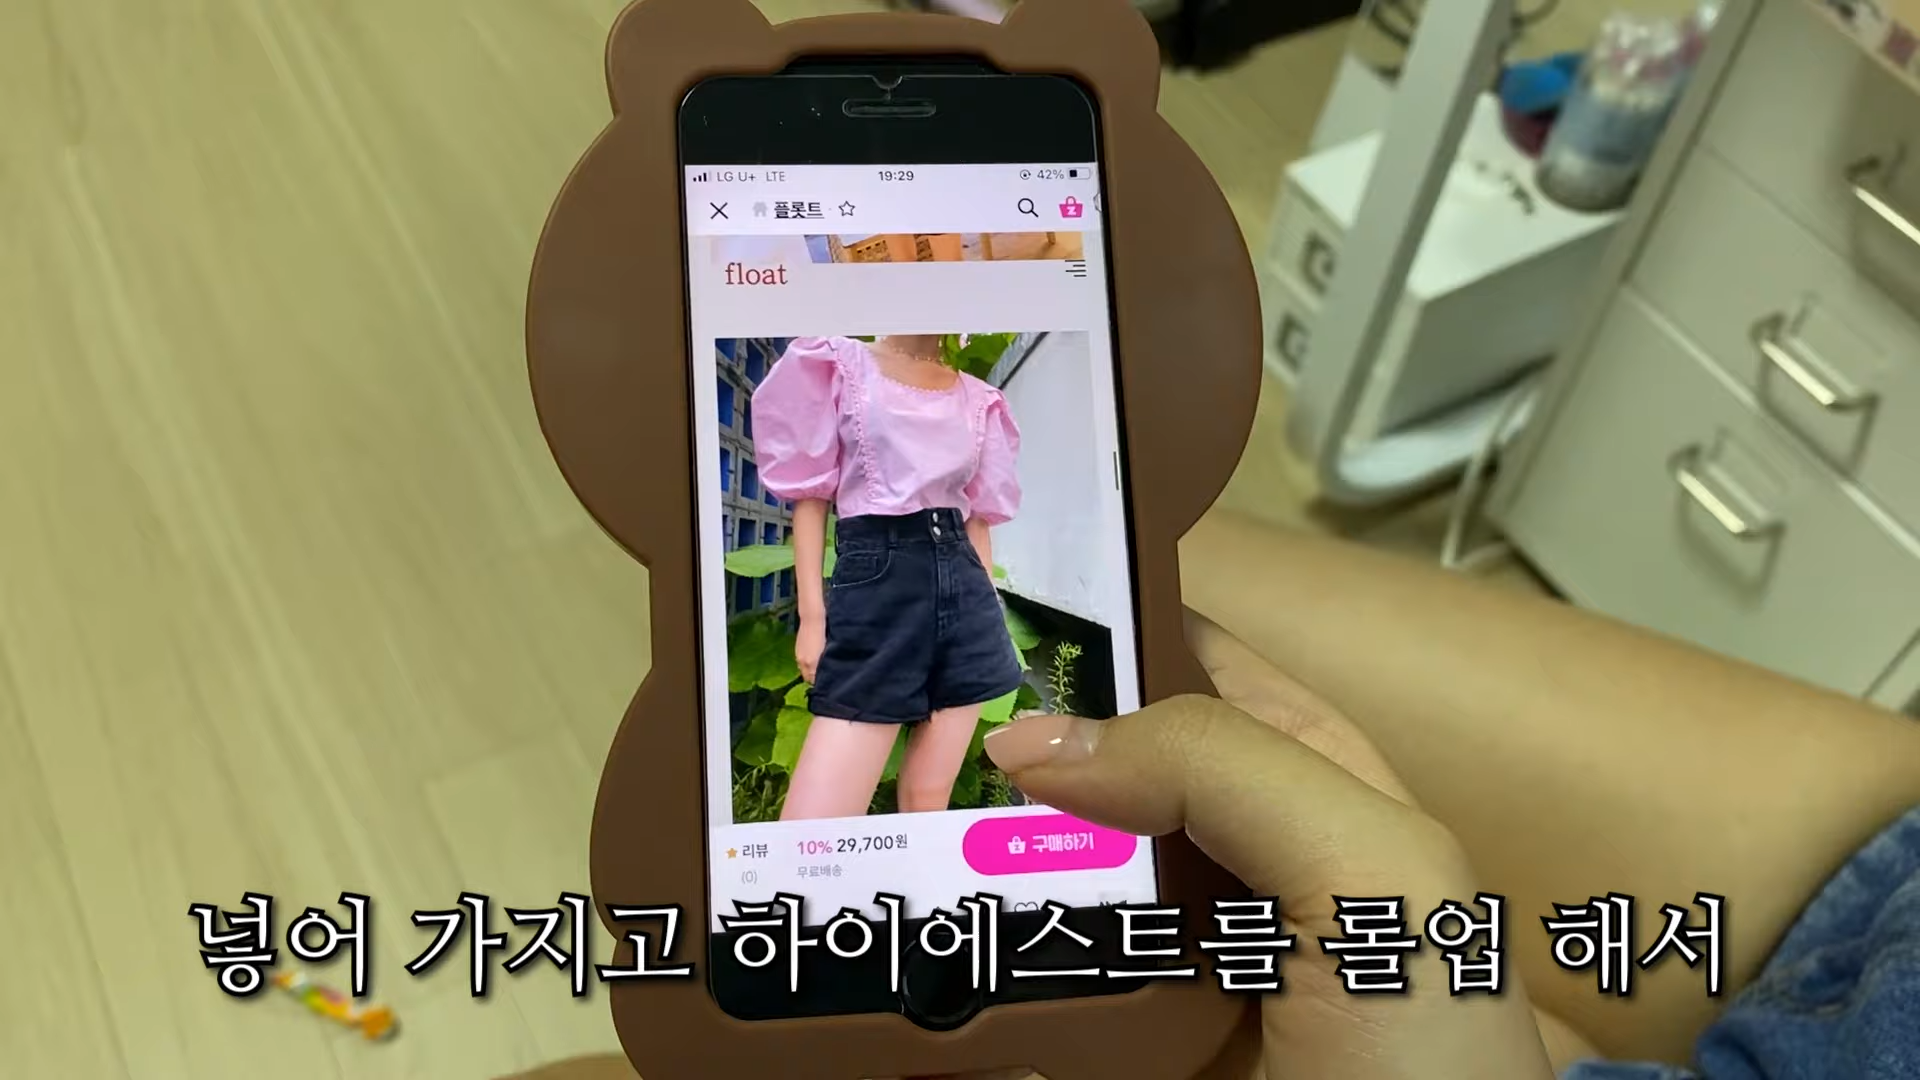 LG U+ LTE 19:29 42%
플롯트
float
리뷰 10% 29,700원 구매하기
(0) 무료배송
넣어 가지고 하이에스트를 롤업 해서